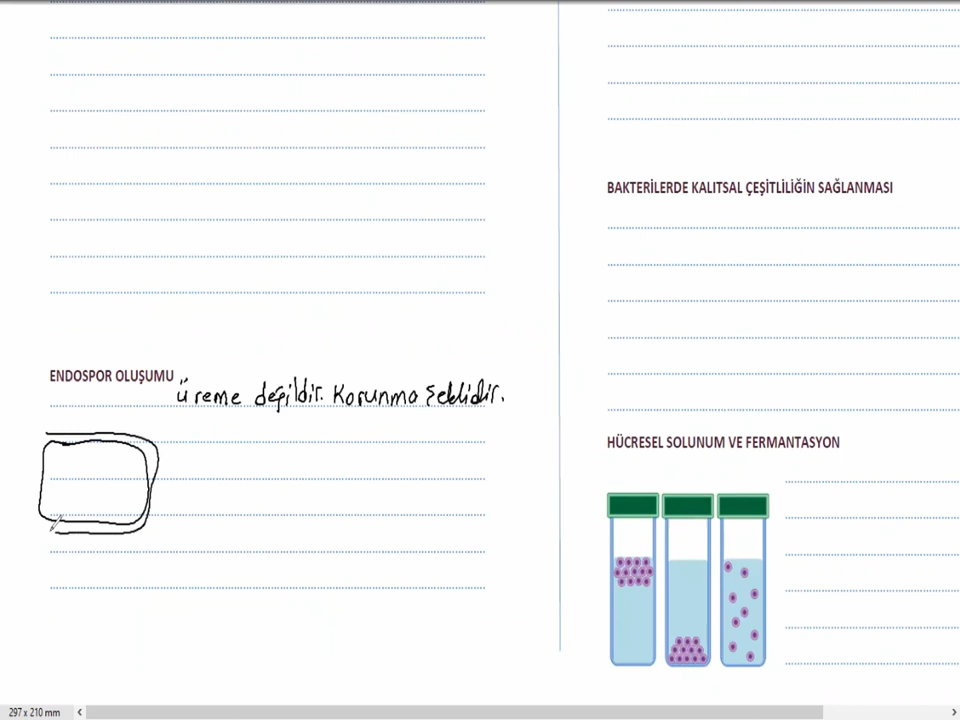 BAKTERİLERDE KALITSAL ÇEŞİTLİLİĞİN SAĞLANMASI
ENDOSPOR OLUŞUMU
üreme değildir. Korunma şeklidir.
HÜCRESEL SOLUNUM VE FERMANTASYON
297 x 210 mm